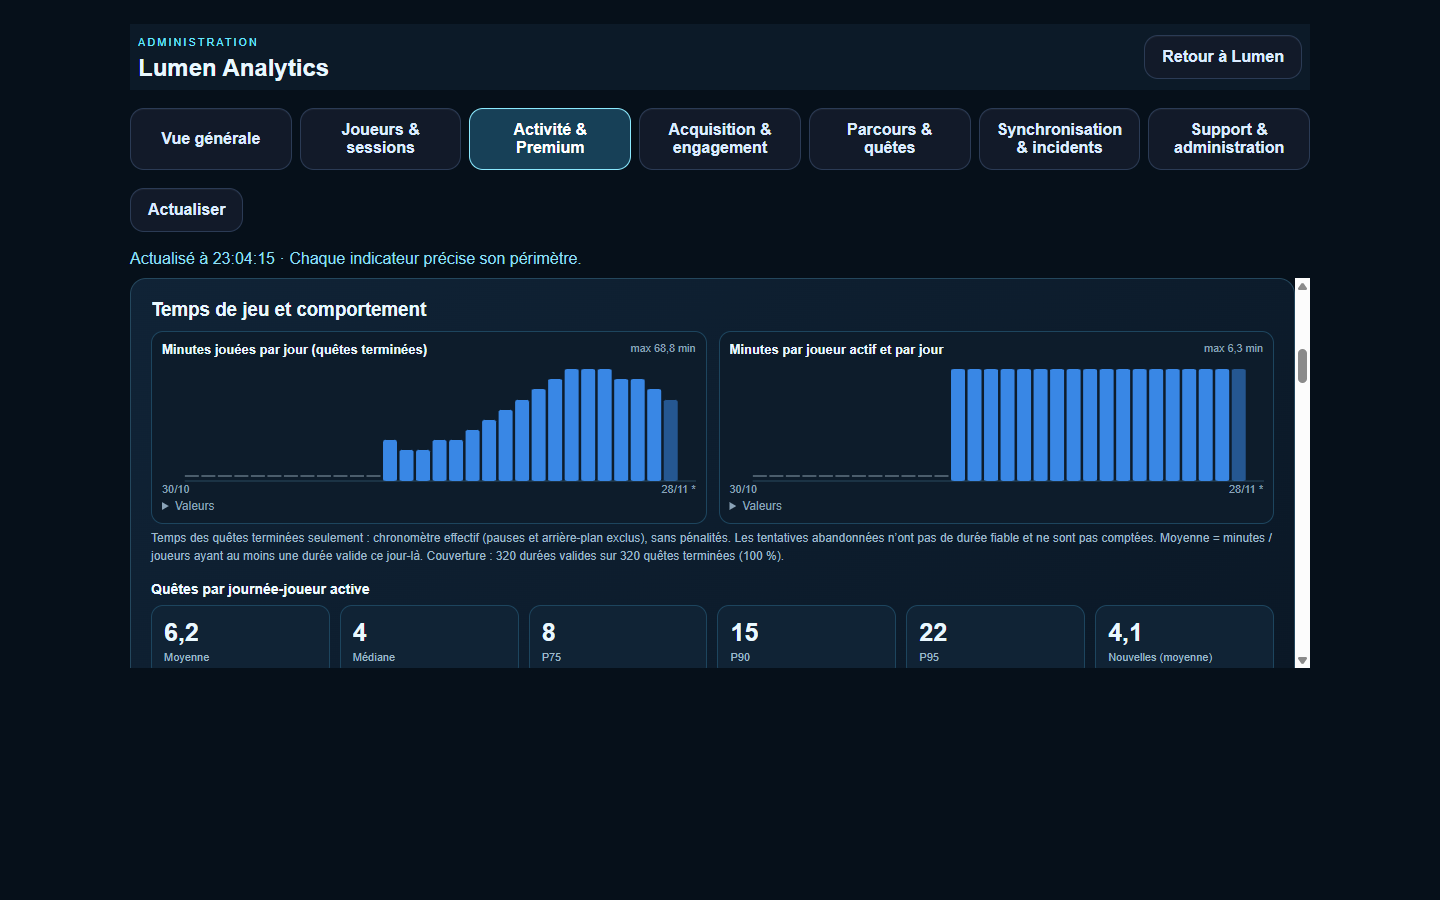 ADMINISTRATION
Lumen Analytics
Retour à Lumen
Vue générale
Joueurs &
sessions
Activité &
Premium
Acquisition &
engagement
Parcours &
quêtes
Synchronisation
& incidents
Support &
administration
Actualiser
Actualisé à 23:04:15 · Chaque indicateur précise son périmètre.
Temps de jeu et comportement
Minutes jouées par jour (quêtes terminées)
max 68,8 min
30/10
28/11 *
▶ Valeurs
Minutes par joueur actif et par jour
max 6,3 min
30/10
28/11 *
▶ Valeurs
Temps des quêtes terminées seulement : chronomètre effectif (pauses et arrière-plan exclus), sans pénalités. Les tentatives abandonnées n’ont pas de durée fiable et ne sont pas comptées. Moyenne = minutes /
joueurs ayant au moins une durée valide ce jour-là. Couverture : 320 durées valides sur 320 quêtes terminées (100 %).
Quêtes par journée-joueur active
6,2
Moyenne
4
Médiane
8
P75
15
P90
22
P95
4,1
Nouvelles (moyenne)